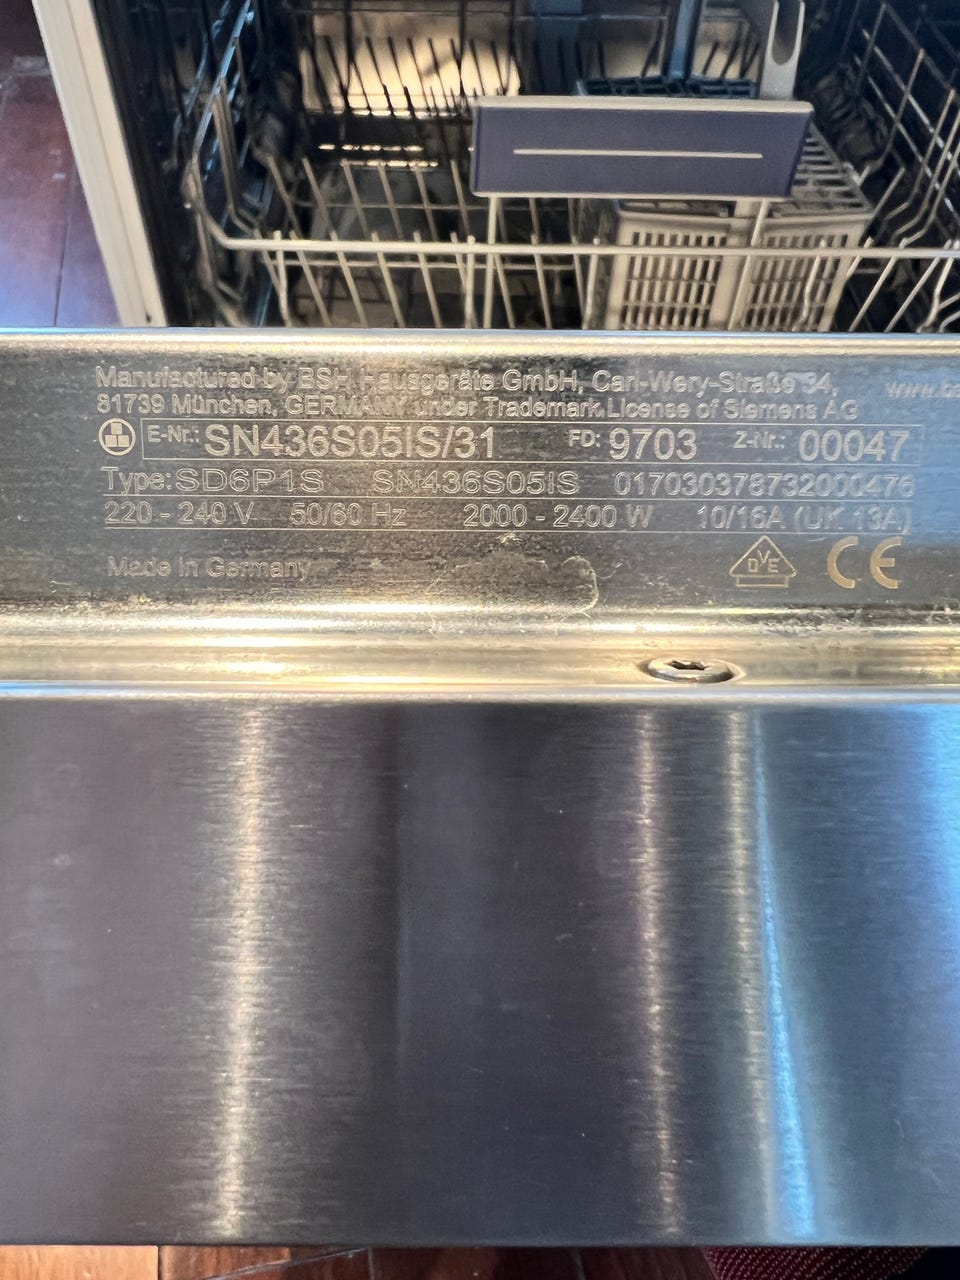 Manufactured by BSH Hausgeräte GmbH, Carl-Wery-Straße 34, www.
81739 München, GERMANY under Trademark License of Siemens AG
E-Nr.: SN436S05IS/31 FD: 9703 Z-Nr.: 00047
Type: SD6P1S SN436S05IS 017030378732000476
220 - 240 V 50/60 Hz 2000 - 2400 W 10/16A (UK 13A)
Made in Germany DVE CE